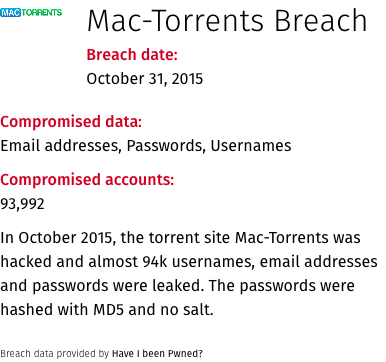 MAC TORRENTS
Mac-Torrents Breach
Breach date:
October 31, 2015
Compromised data:
Email addresses, Passwords, Usernames
Compromised accounts:
93,992
In October 2015, the torrent site Mac-Torrents was
hacked and almost 94k usernames, email addresses
and passwords were leaked. The passwords were
hashed with MD5 and no salt.
Breach data provided by Have I been Pwned?